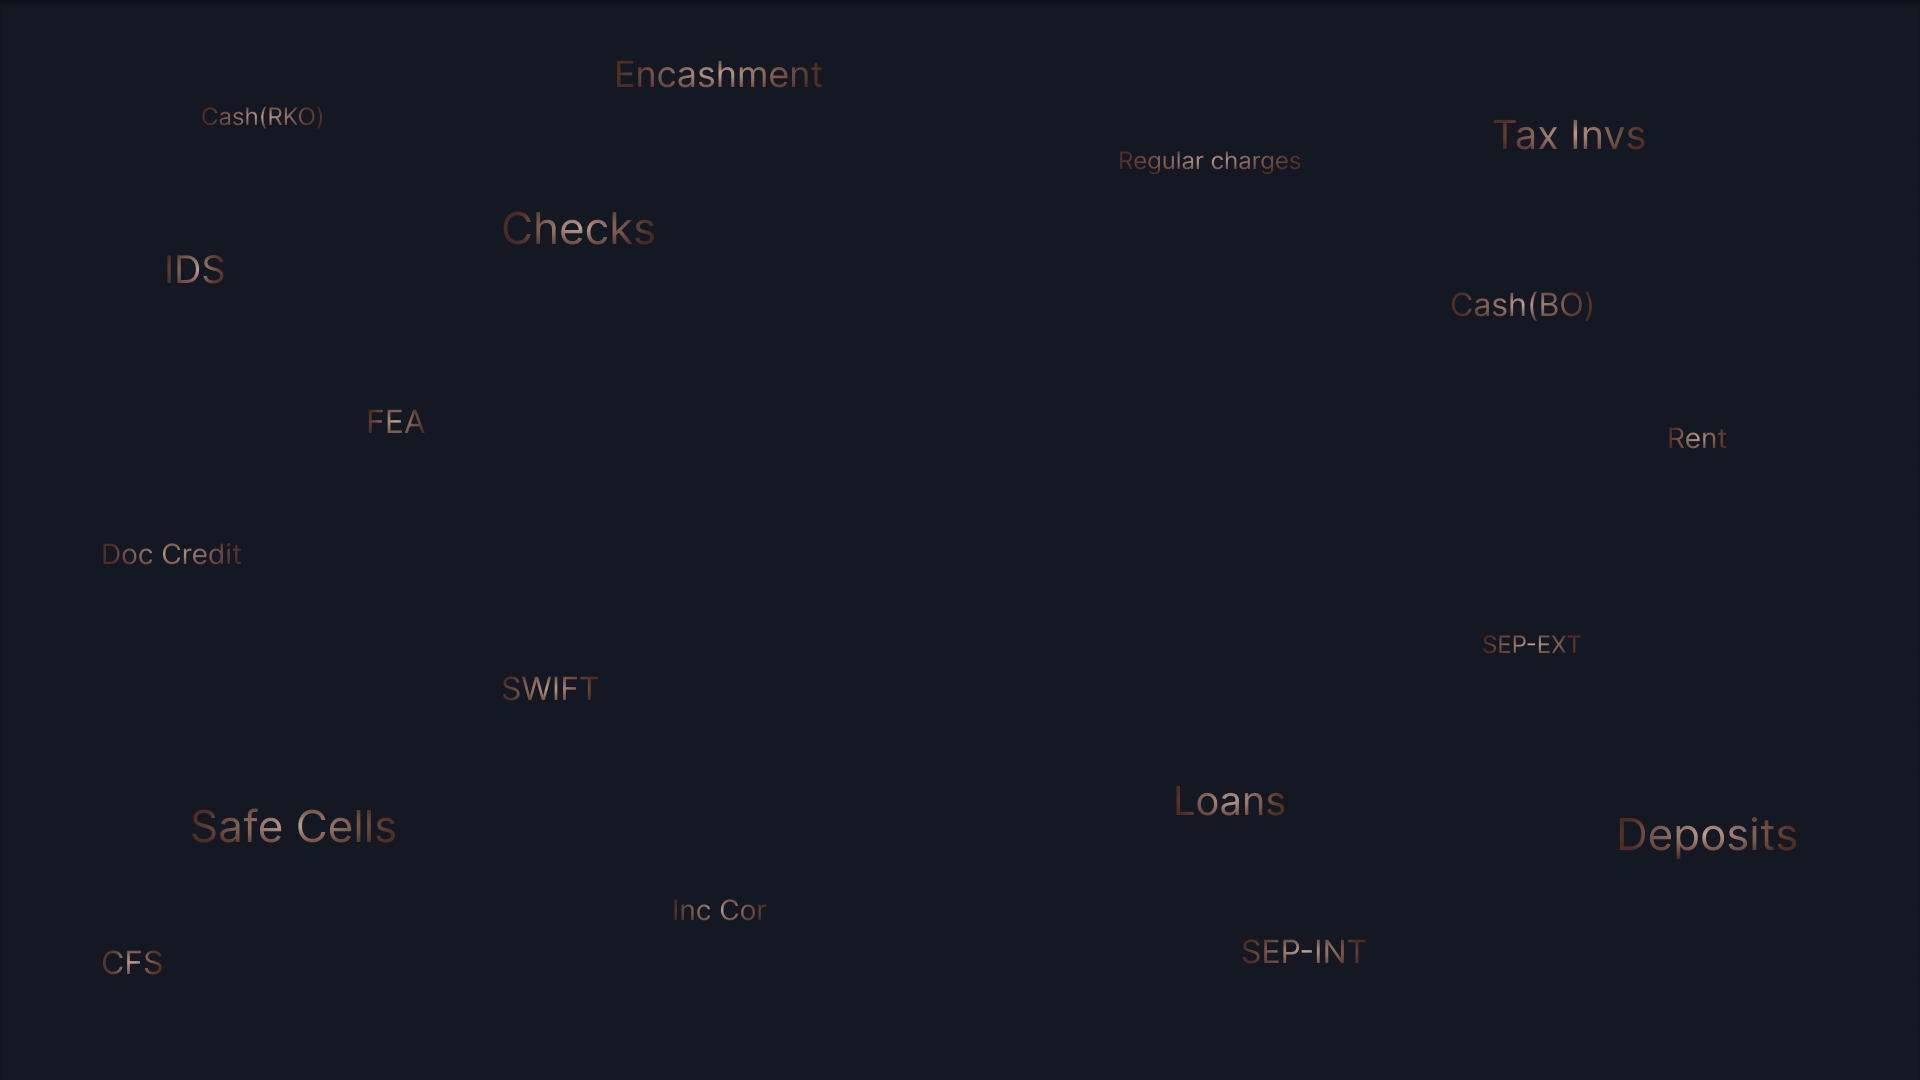 Encashment
Cash(RKO)
Tax Invs
Regular charges
Checks
IDS
Cash(BO)
FEA
Rent
Doc Credit
SEP-EXT
SWIFT
Loans
Safe Cells
Deposits
Inc Cor
SEP-INT
CFS